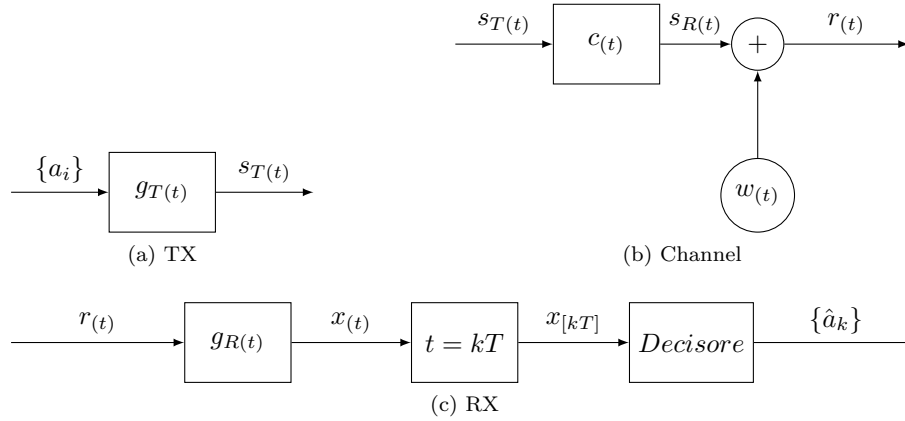 s_{T(t)} c_{(t)} s_{R(t)} + r_{(t)}
w_{(t)}
(b) Channel
{a_i} g_{T(t)} s_{T(t)}
(a) TX
r_{(t)} g_{R(t)} x_{(t)} t = kT x_{[kT]} Decisore {â_k}
(c) RX